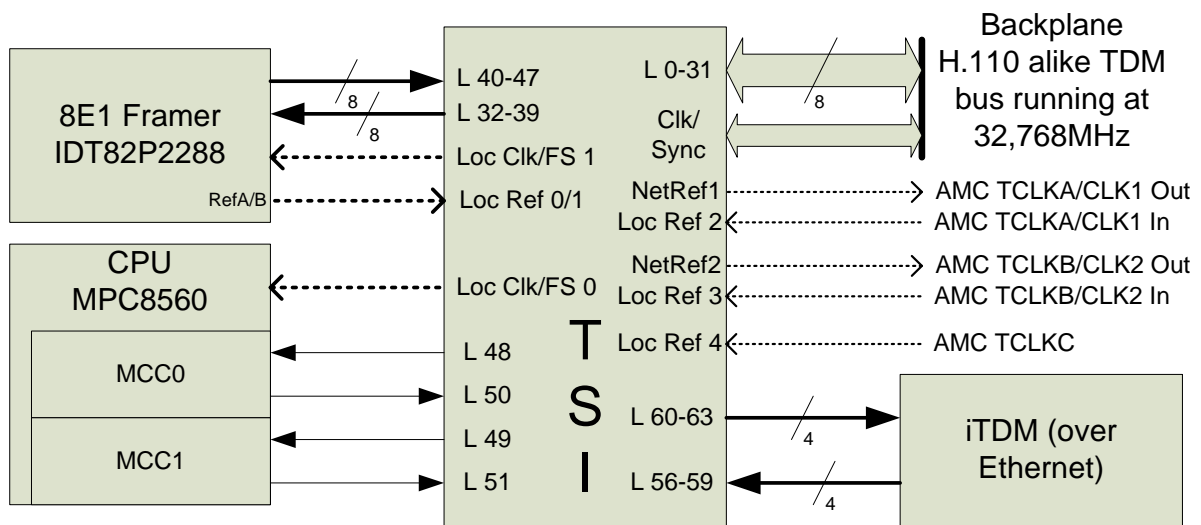 8E1 Framer
IDT82P2288
RefA/B
8
8
CPU
MPC8560
MCC0
MCC1
L 40-47
L 32-39
Loc Clk/FS 1
Loc Ref 0/1
Loc Clk/FS 0
L 48
L 50
L 49
L 51
T
S
I
L 0-31
Clk/
Sync
NetRef1
Loc Ref 2
NetRef2
Loc Ref 3
Loc Ref 4
L 60-63
L 56-59
8
Backplane
H.110 alike TDM
bus running at
32,768MHz
AMC TCLKA/CLK1 Out
AMC TCLKA/CLK1 In
AMC TCLKB/CLK2 Out
AMC TCLKB/CLK2 In
AMC TCLKC
4
4
iTDM (over
Ethernet)